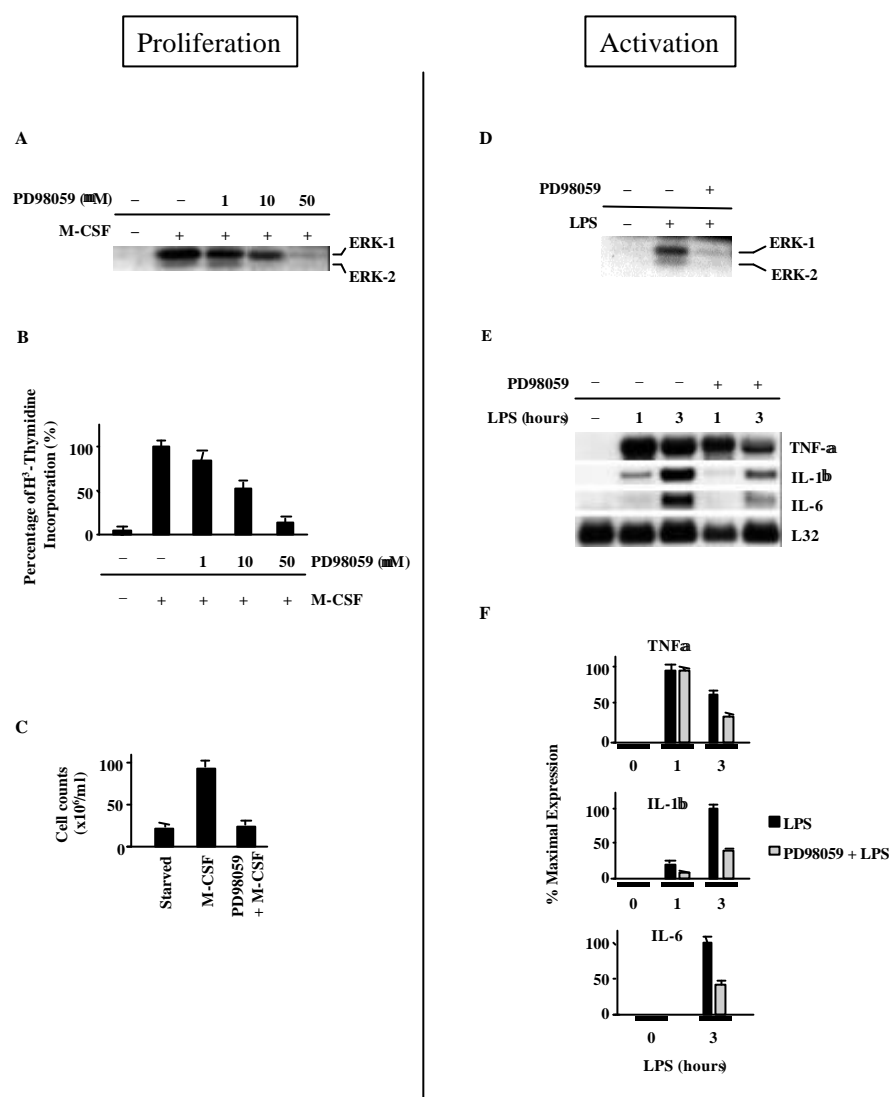 Proliferation
A
PD98059 (mM) – – 1 10 50
M-CSF – + + + +
ERK-1
ERK-2
B
Percentage of H³-Thymidine
Incorporation (%)
100
50
0
– – 1 10 50 PD98059 (mM)
– + + + + M-CSF
C
Cell counts
(x10⁶/ml)
100
50
0
Starved
M-CSF
PD98059
+ M-CSF
Activation
D
PD98059 – – +
LPS – + +
ERK-1
ERK-2
E
PD98059 – – – + +
LPS (hours) – 1 3 1 3
TNF-a
IL-1b
IL-6
L32
F
% Maximal Expression
TNFa
100
50
0
0 1 3
IL-1b
100
50
0
0 1 3
LPS
PD98059 + LPS
IL-6
100
50
0
0 3
LPS (hours)